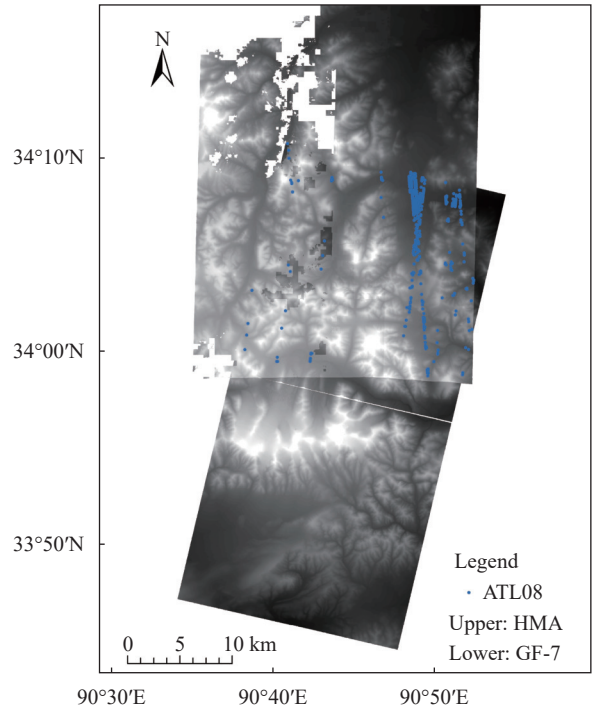 N
34°10′N
34°00′N
33°50′N
Legend
ATL08
Upper: HMA
Lower: GF-7
0 5 10 km
90°30′E 90°40′E 90°50′E